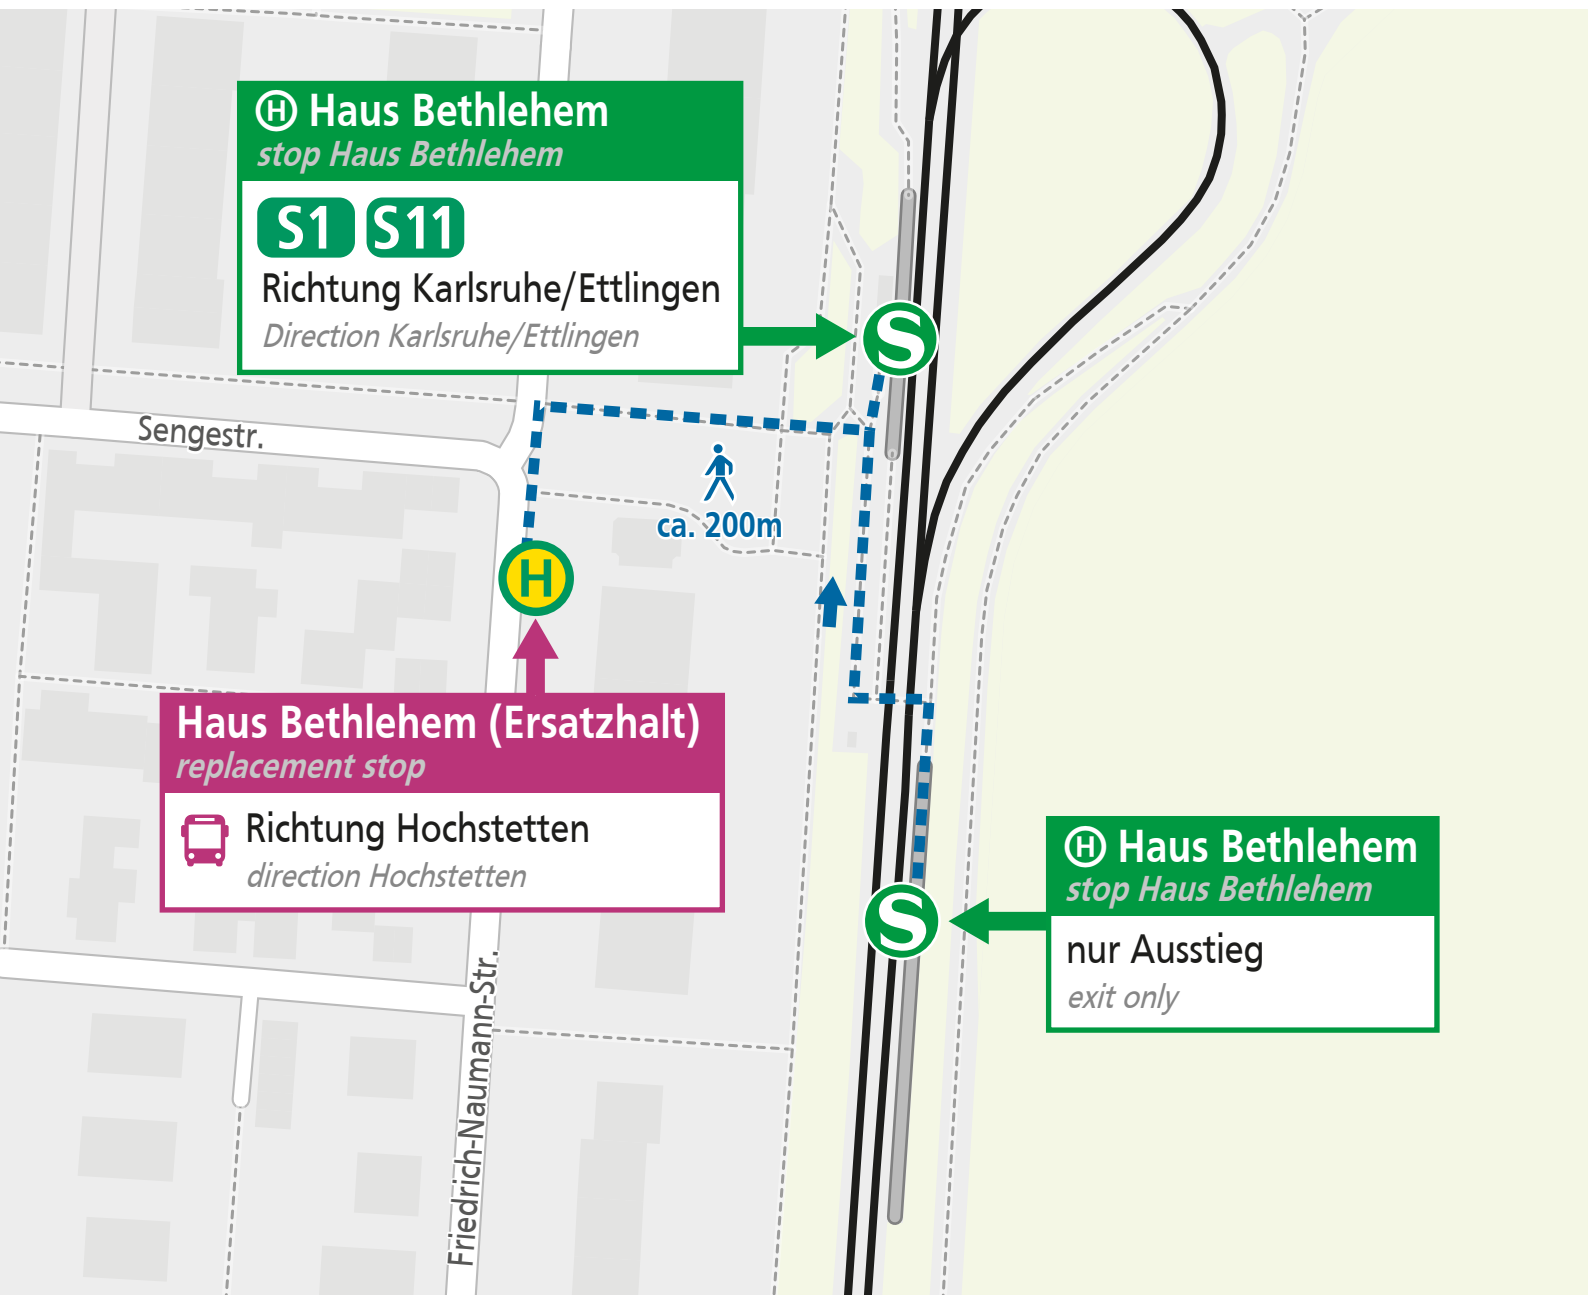 H Haus Bethlehem
stop Haus Bethlehem
S1 S11
Richtung Karlsruhe/Ettlingen
Direction Karlsruhe/Ettlingen
S
Sengestr.
ca. 200m
H
Haus Bethlehem (Ersatzhalt)
replacement stop
Richtung Hochstetten
direction Hochstetten
H Haus Bethlehem
stop Haus Bethlehem
nur Ausstieg
exit only
S
Friedrich-Naumann-Str.